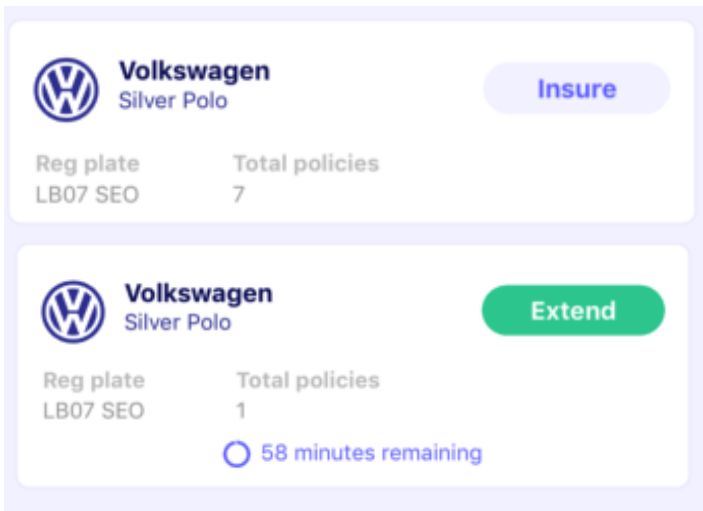 Volkswagen
Silver Polo
Insure
Reg plate Total policies
LB07 SEO 7
Volkswagen
Silver Polo
Extend
Reg plate Total policies
LB07 SEO 1
58 minutes remaining